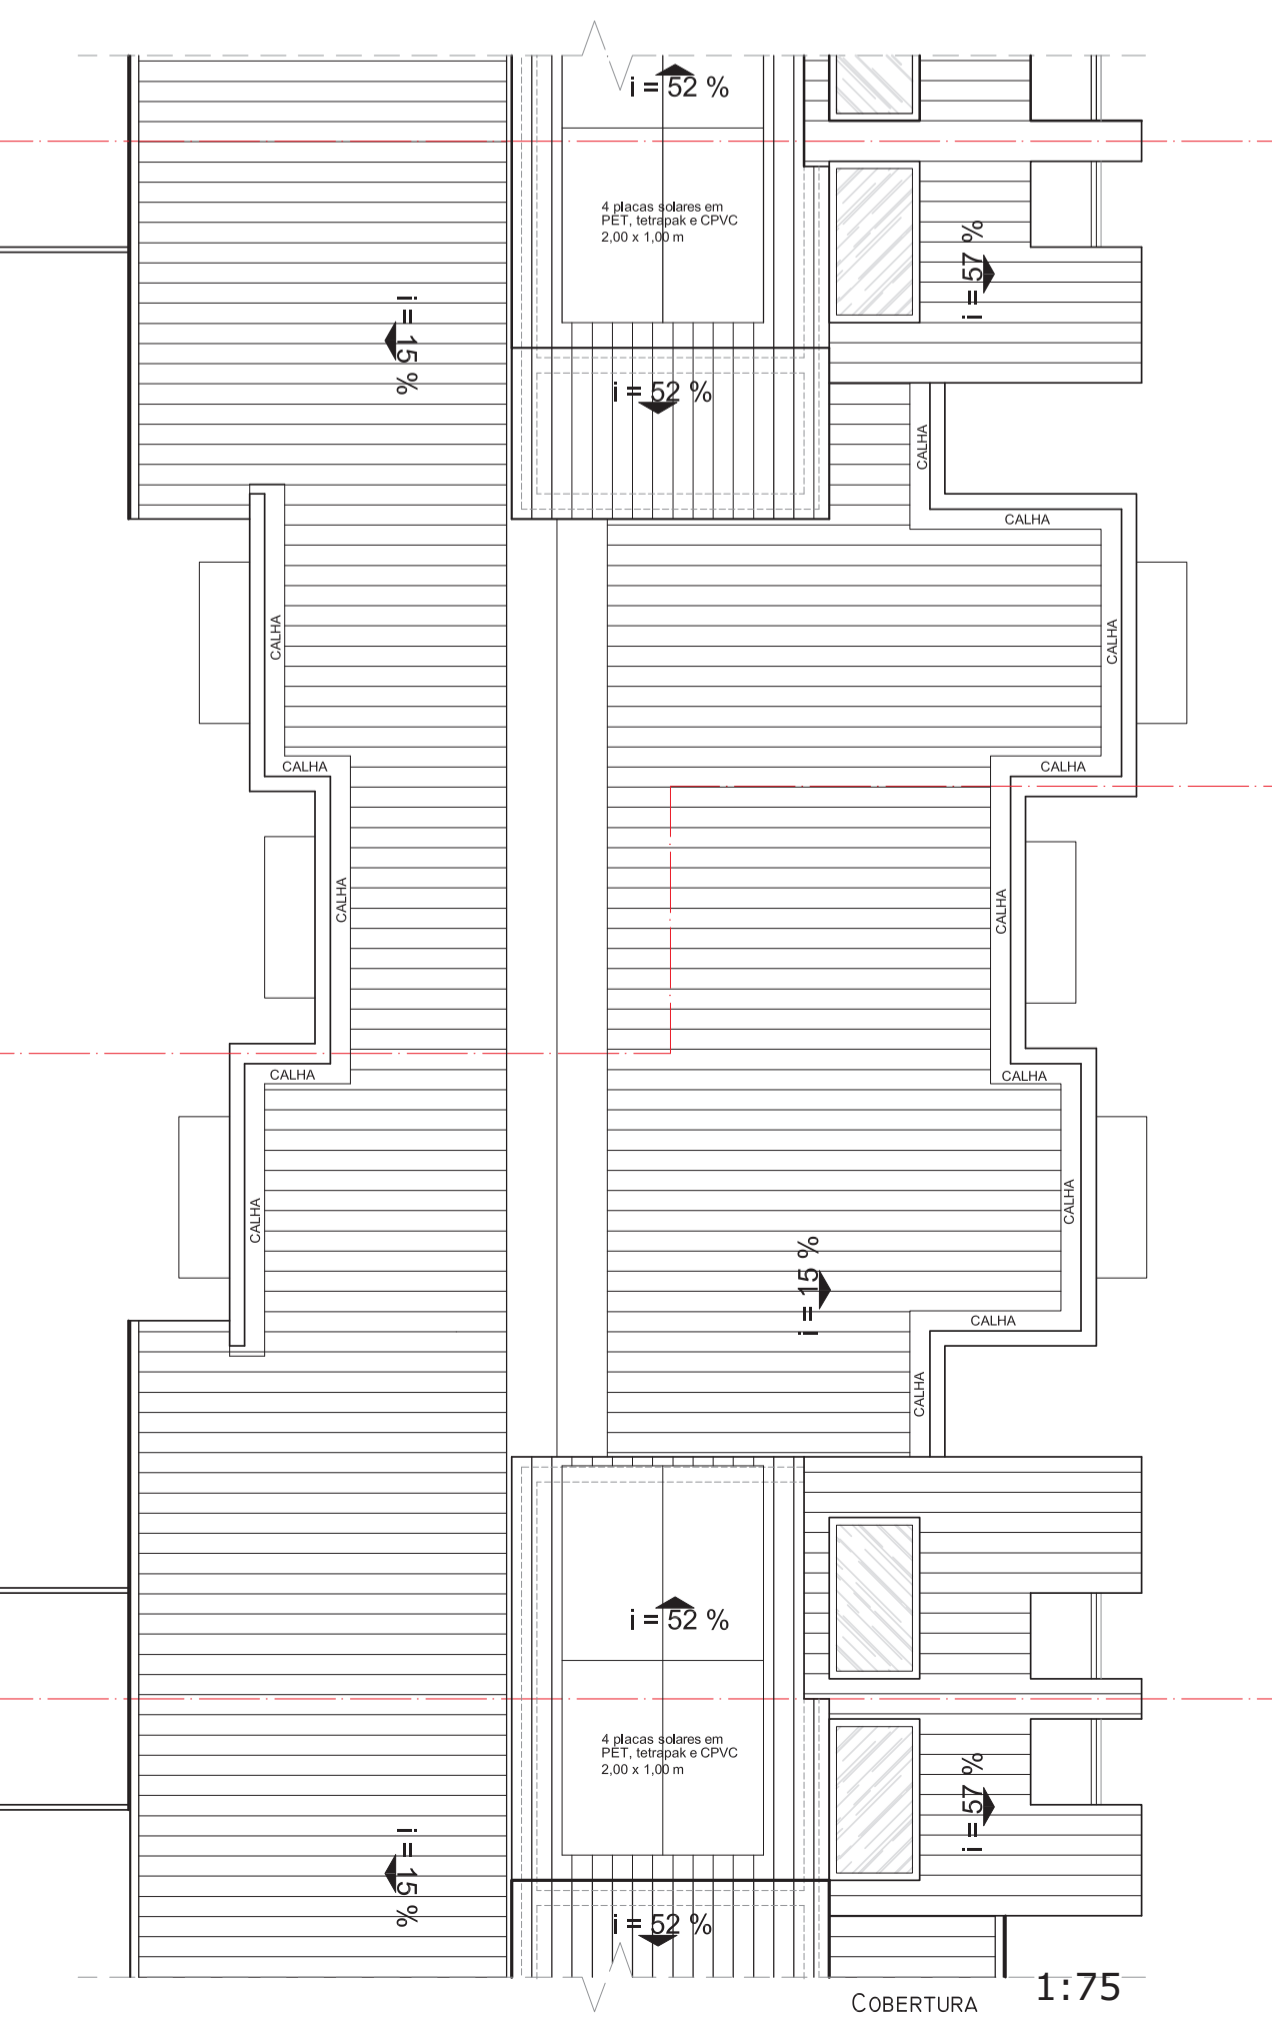 i = 52 %
4 placas solares em
PET, tetrapak e CPVC
2,00 x 1,00 m
i = 57 %
i = 15 %
i = 52 %
CALHA
CALHA
CALHA
CALHA
CALHA
CALHA
CALHA
CALHA
CALHA
CALHA
CALHA
CALHA
i = 15 %
CALHA
CALHA
CALHA
i = 52 %
4 placas solares em
PET, tetrapak e CPVC
2,00 x 1,00 m
i = 57 %
i = 15 %
i = 52 %
COBERTURA
1:75